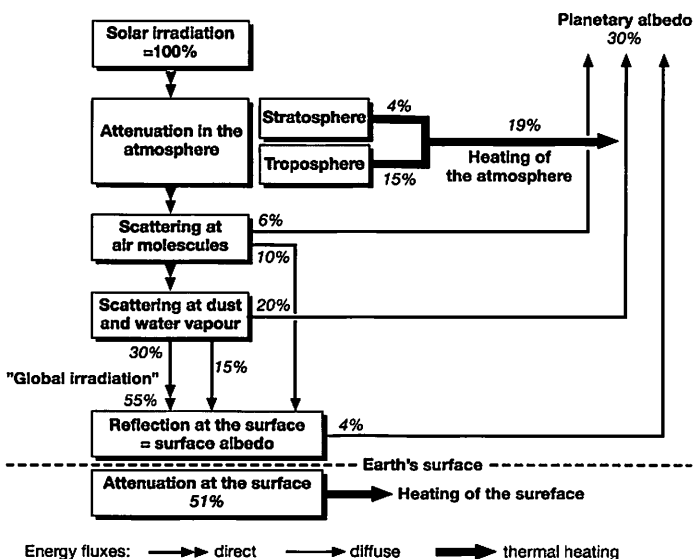 Planetary albedo
30%
Solar irradiation
=100%
Attenuation in the
atmosphere
Stratosphere
4%
Troposphere
15%
19%
Heating of
the atmosphere
Scattering at
air molecules
6%
10%
Scattering at dust
and water vapour
20%
30%
15%
"Global irradiation"
55%
Reflection at the surface
= surface albedo
4%
Earth's surface
Attenuation at the surface
51%
Heating of the sureface
Energy fluxes: direct diffuse thermal heating